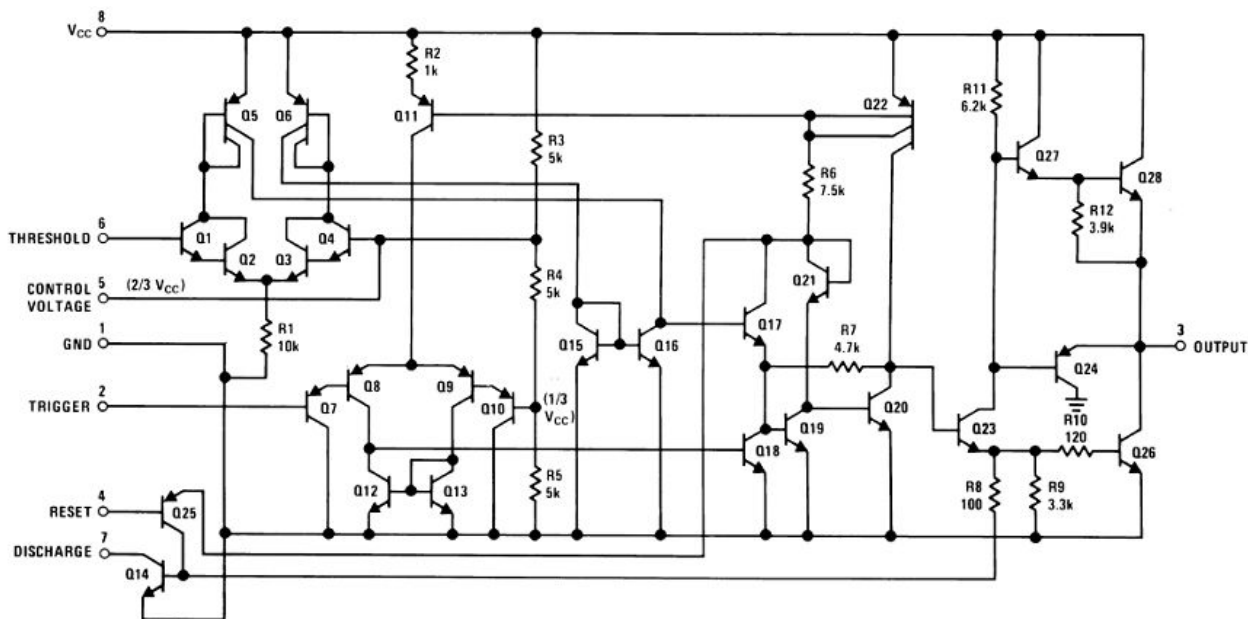 8
VCC
R2
1k
R11
6.2k
Q22
Q5
Q6
Q11
R3
5k
Q27
Q28
R6
7.5k
R12
3.9k
6
THRESHOLD
Q1
Q2
Q3
Q4
5
CONTROL
VOLTAGE
(2/3 VCC)
R4
5k
Q21
1
GND
R1
10k
Q15
Q16
Q17
R7
4.7k
3
OUTPUT
Q24
2
TRIGGER
Q7
Q8
Q9
Q10
(1/3
VCC)
Q18
Q19
Q20
Q23
R10
120
Q26
R5
5k
Q12
Q13
R8
100
R9
3.3k
4
RESET
Q25
7
DISCHARGE
Q14